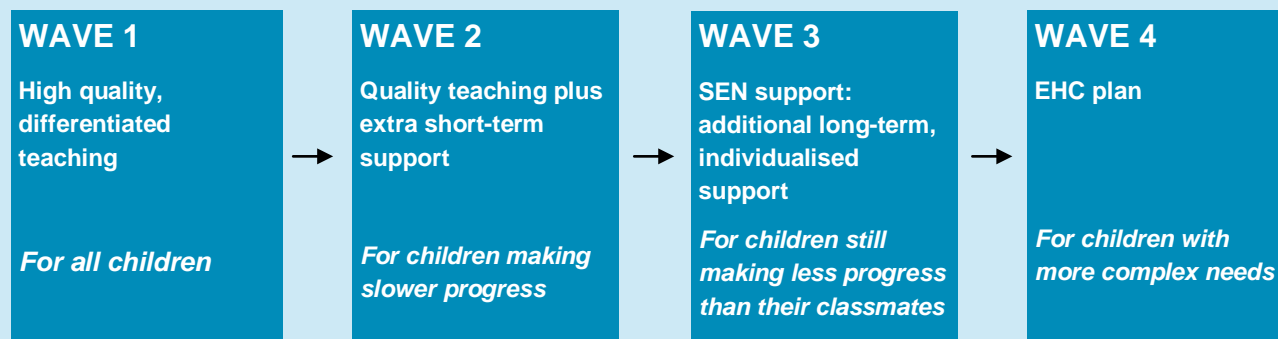 WAVE 1
High quality,
differentiated
teaching
For all children
WAVE 2
Quality teaching plus
extra short-term
support
For children making
slower progress
WAVE 3
SEN support:
additional long-term,
individualised
support
For children still
making less progress
than their classmates
WAVE 4
EHC plan
For children with
more complex needs